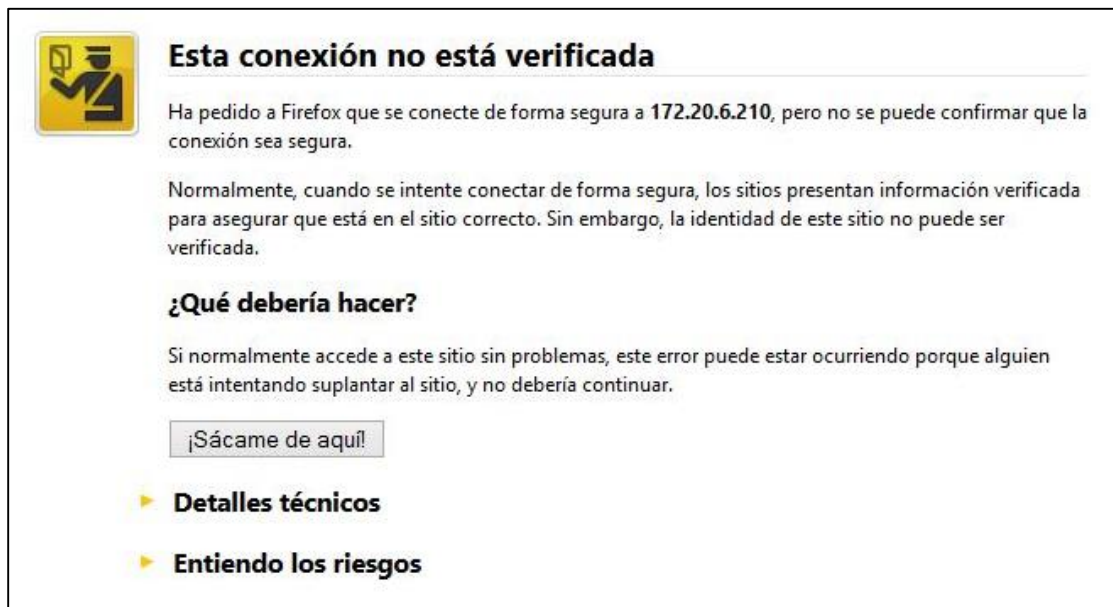 Esta conexión no está verificada
Ha pedido a Firefox que se conecte de forma segura a 172.20.6.210, pero no se puede confirmar que la
conexión sea segura.
Normalmente, cuando se intente conectar de forma segura, los sitios presentan información verificada
para asegurar que está en el sitio correcto. Sin embargo, la identidad de este sitio no puede ser
verificada.
¿Qué debería hacer?
Si normalmente accede a este sitio sin problemas, este error puede estar ocurriendo porque alguien
está intentando suplantar al sitio, y no debería continuar.
¡Sácame de aquí!
Detalles técnicos
Entiendo los riesgos